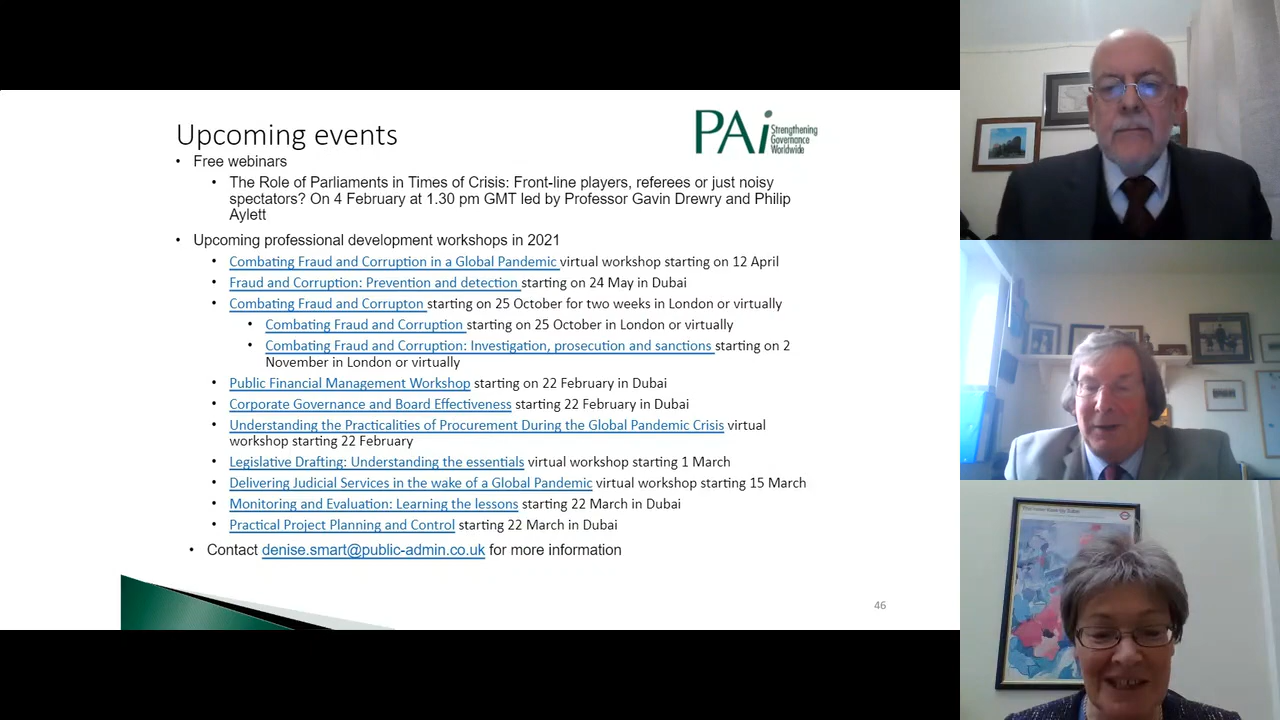 Upcoming events
PAi Strengthening
Governance
Worldwide
• Free webinars
• The Role of Parliaments in Times of Crisis: Front-line players, referees or just noisy
spectators? On 4 February at 1.30 pm GMT led by Professor Gavin Drewry and Philip
Aylett
• Upcoming professional development workshops in 2021
• Combating Fraud and Corruption in a Global Pandemic virtual workshop starting on 12 April
• Fraud and Corruption: Prevention and detection starting on 24 May in Dubai
• Combating Fraud and Corrupton starting on 25 October for two weeks in London or virtually
• Combating Fraud and Corruption starting on 25 October in London or virtually
• Combating Fraud and Corruption: Investigation, prosecution and sanctions starting on 2
November in London or virtually
• Public Financial Management Workshop starting on 22 February in Dubai
• Corporate Governance and Board Effectiveness starting 22 February in Dubai
• Understanding the Practicalities of Procurement During the Global Pandemic Crisis virtual
workshop starting 22 February
• Legislative Drafting: Understanding the essentials virtual workshop starting 1 March
• Delivering Judicial Services in the wake of a Global Pandemic virtual workshop starting 15 March
• Monitoring and Evaluation: Learning the lessons starting 22 March in Dubai
• Practical Project Planning and Control starting 22 March in Dubai
• Contact denise.smart@public-admin.co.uk for more information
46